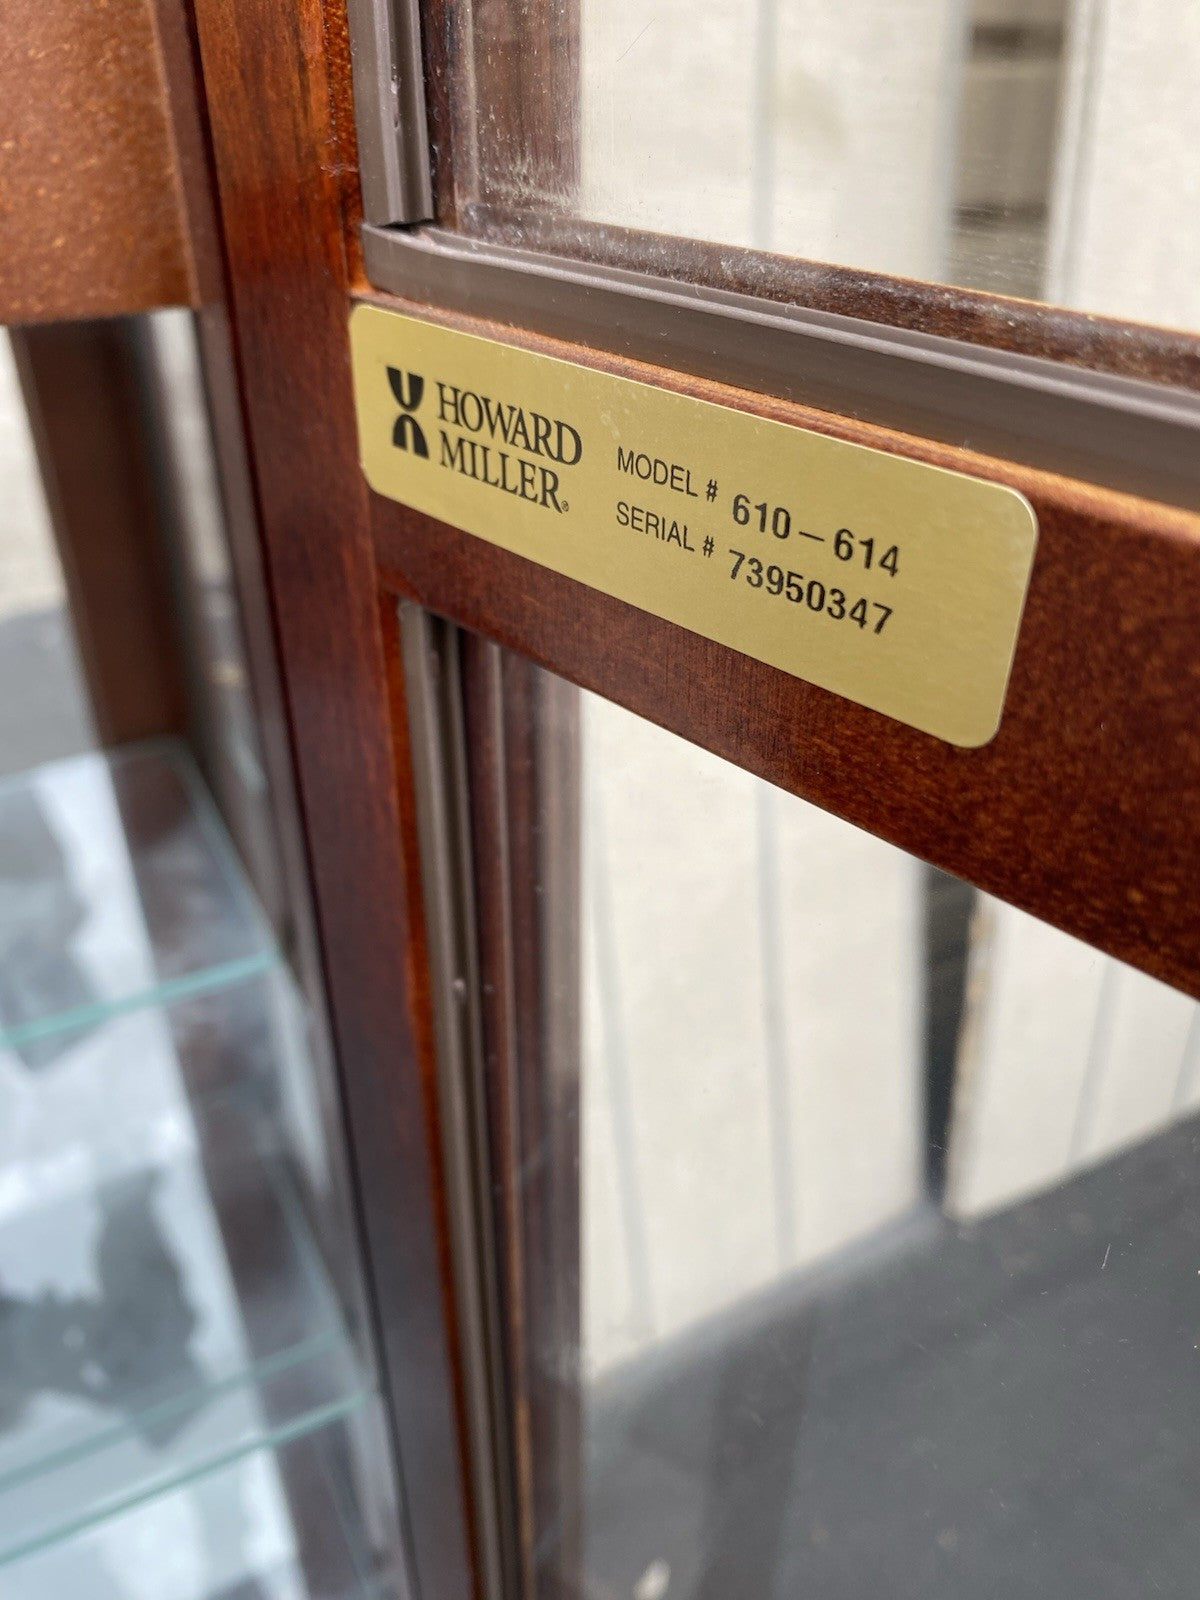 HOWARD
MILLER®
MODEL # 610-614
SERIAL # 73950347